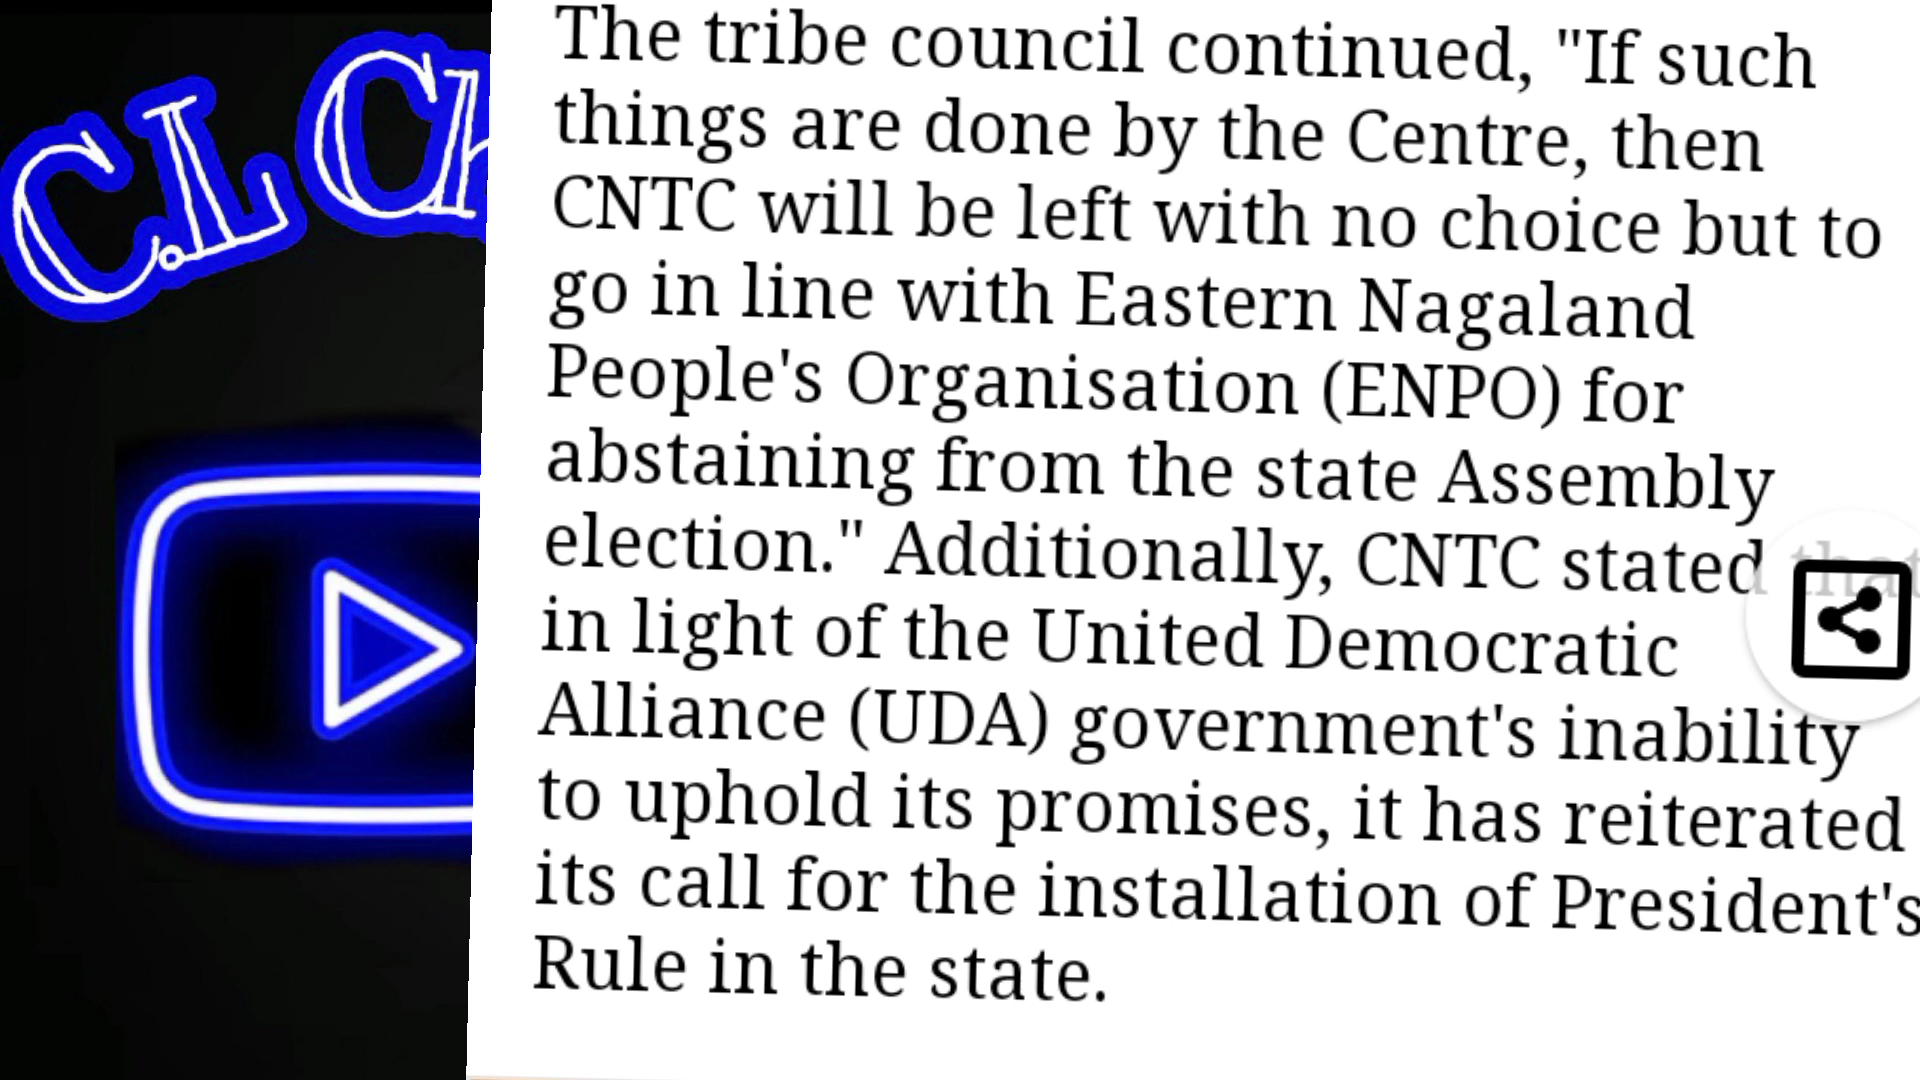 C.L Ch
The tribe council continued, "If such
things are done by the Centre, then
CNTC will be left with no choice but to
go in line with Eastern Nagaland
People's Organisation (ENPO) for
abstaining from the state Assembly
election." Additionally, CNTC stated that
in light of the United Democratic
Alliance (UDA) government's inability
to uphold its promises, it has reiterated
its call for the installation of President's
Rule in the state.